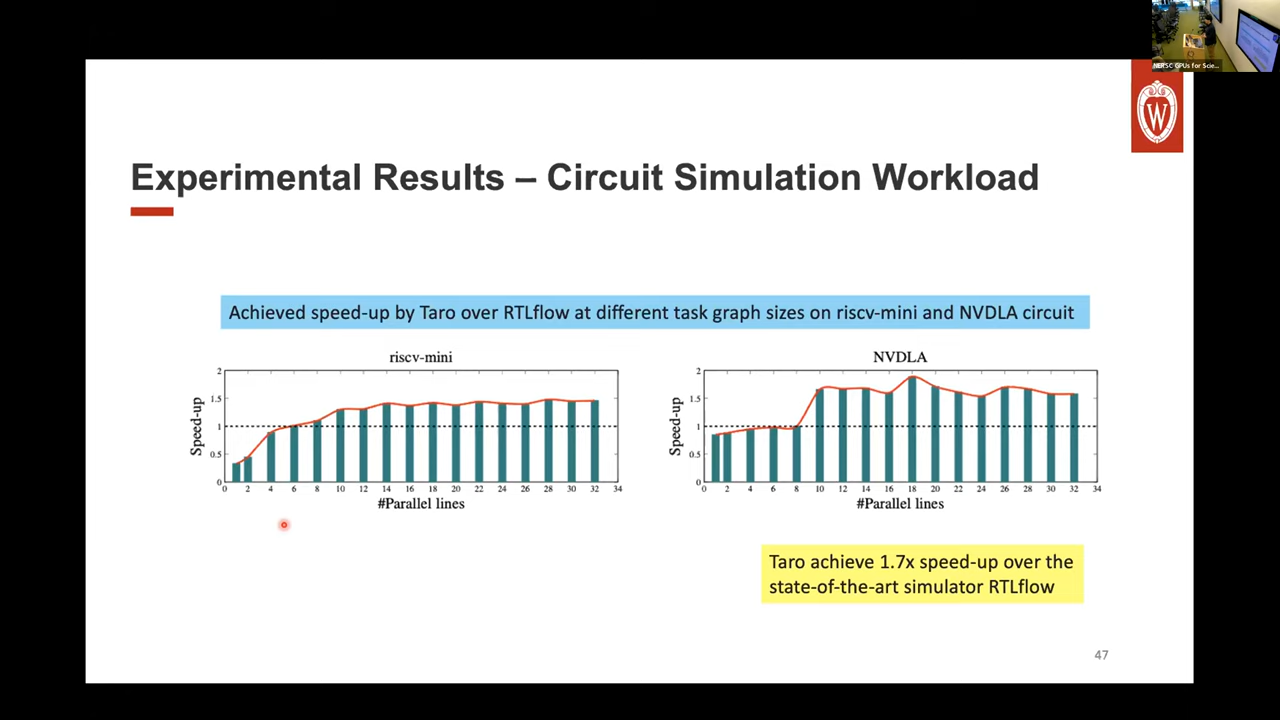 NERSC GPUs for Scie...
W
Experimental Results – Circuit Simulation Workload
Achieved speed-up by Taro over RTLflow at different task graph sizes on riscv-mini and NVDLA circuit
riscv-mini
Speed-up
2
1.5
1
0.5
0
0 2 4 6 8 10 12 14 16 18 20 22 24 26 28 30 32 34
#Parallel lines
NVDLA
Speed-up
2
1.5
1
0.5
0
0 2 4 6 8 10 12 14 16 18 20 22 24 26 28 30 32 34
#Parallel lines
Taro achieve 1.7x speed-up over the
state-of-the-art simulator RTLflow
47